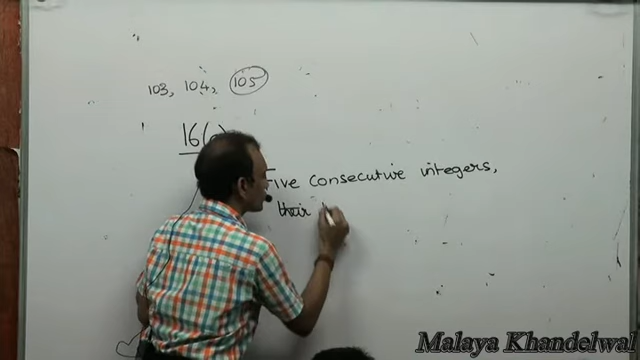 103, 104, 105
16(
Five consecutive integers,
their
Malaya Khandelwal